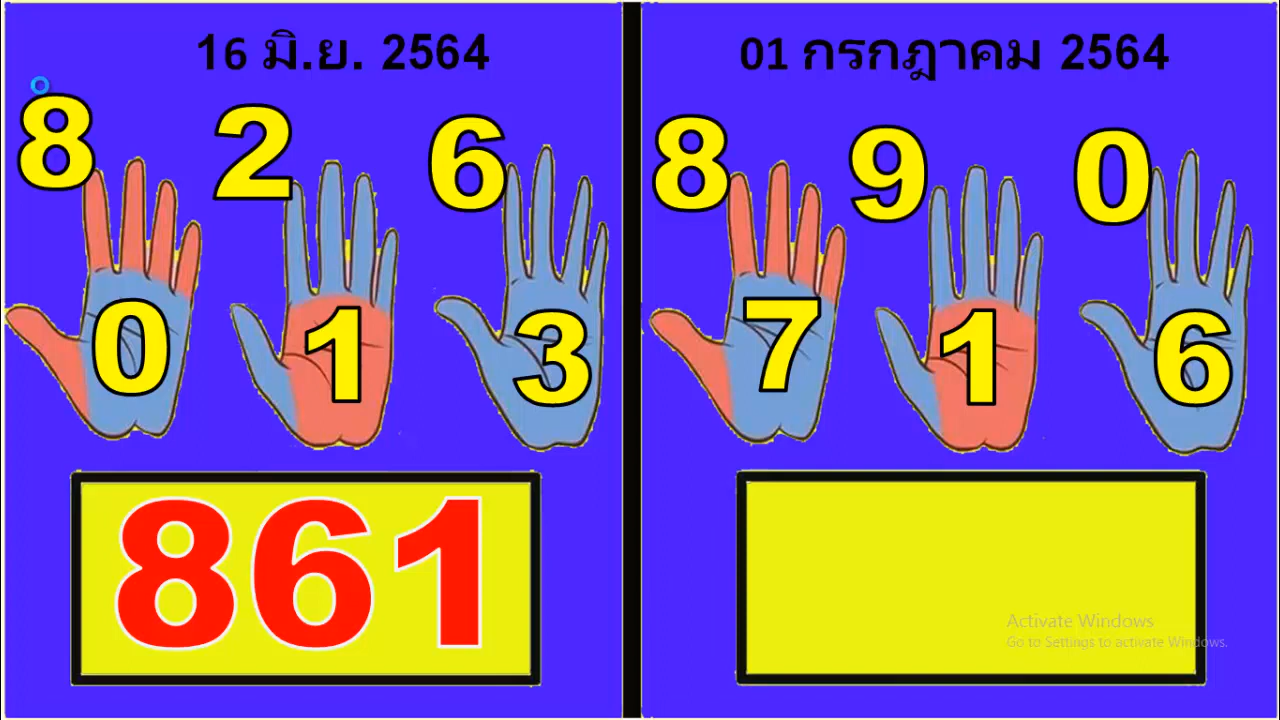 16 มิ.ย. 2564
8 2 6
0 1 3
861
01 กรกฎาคม 2564
8 9 0
7 1 6
Activate Windows
Go to Settings to activate Windows.